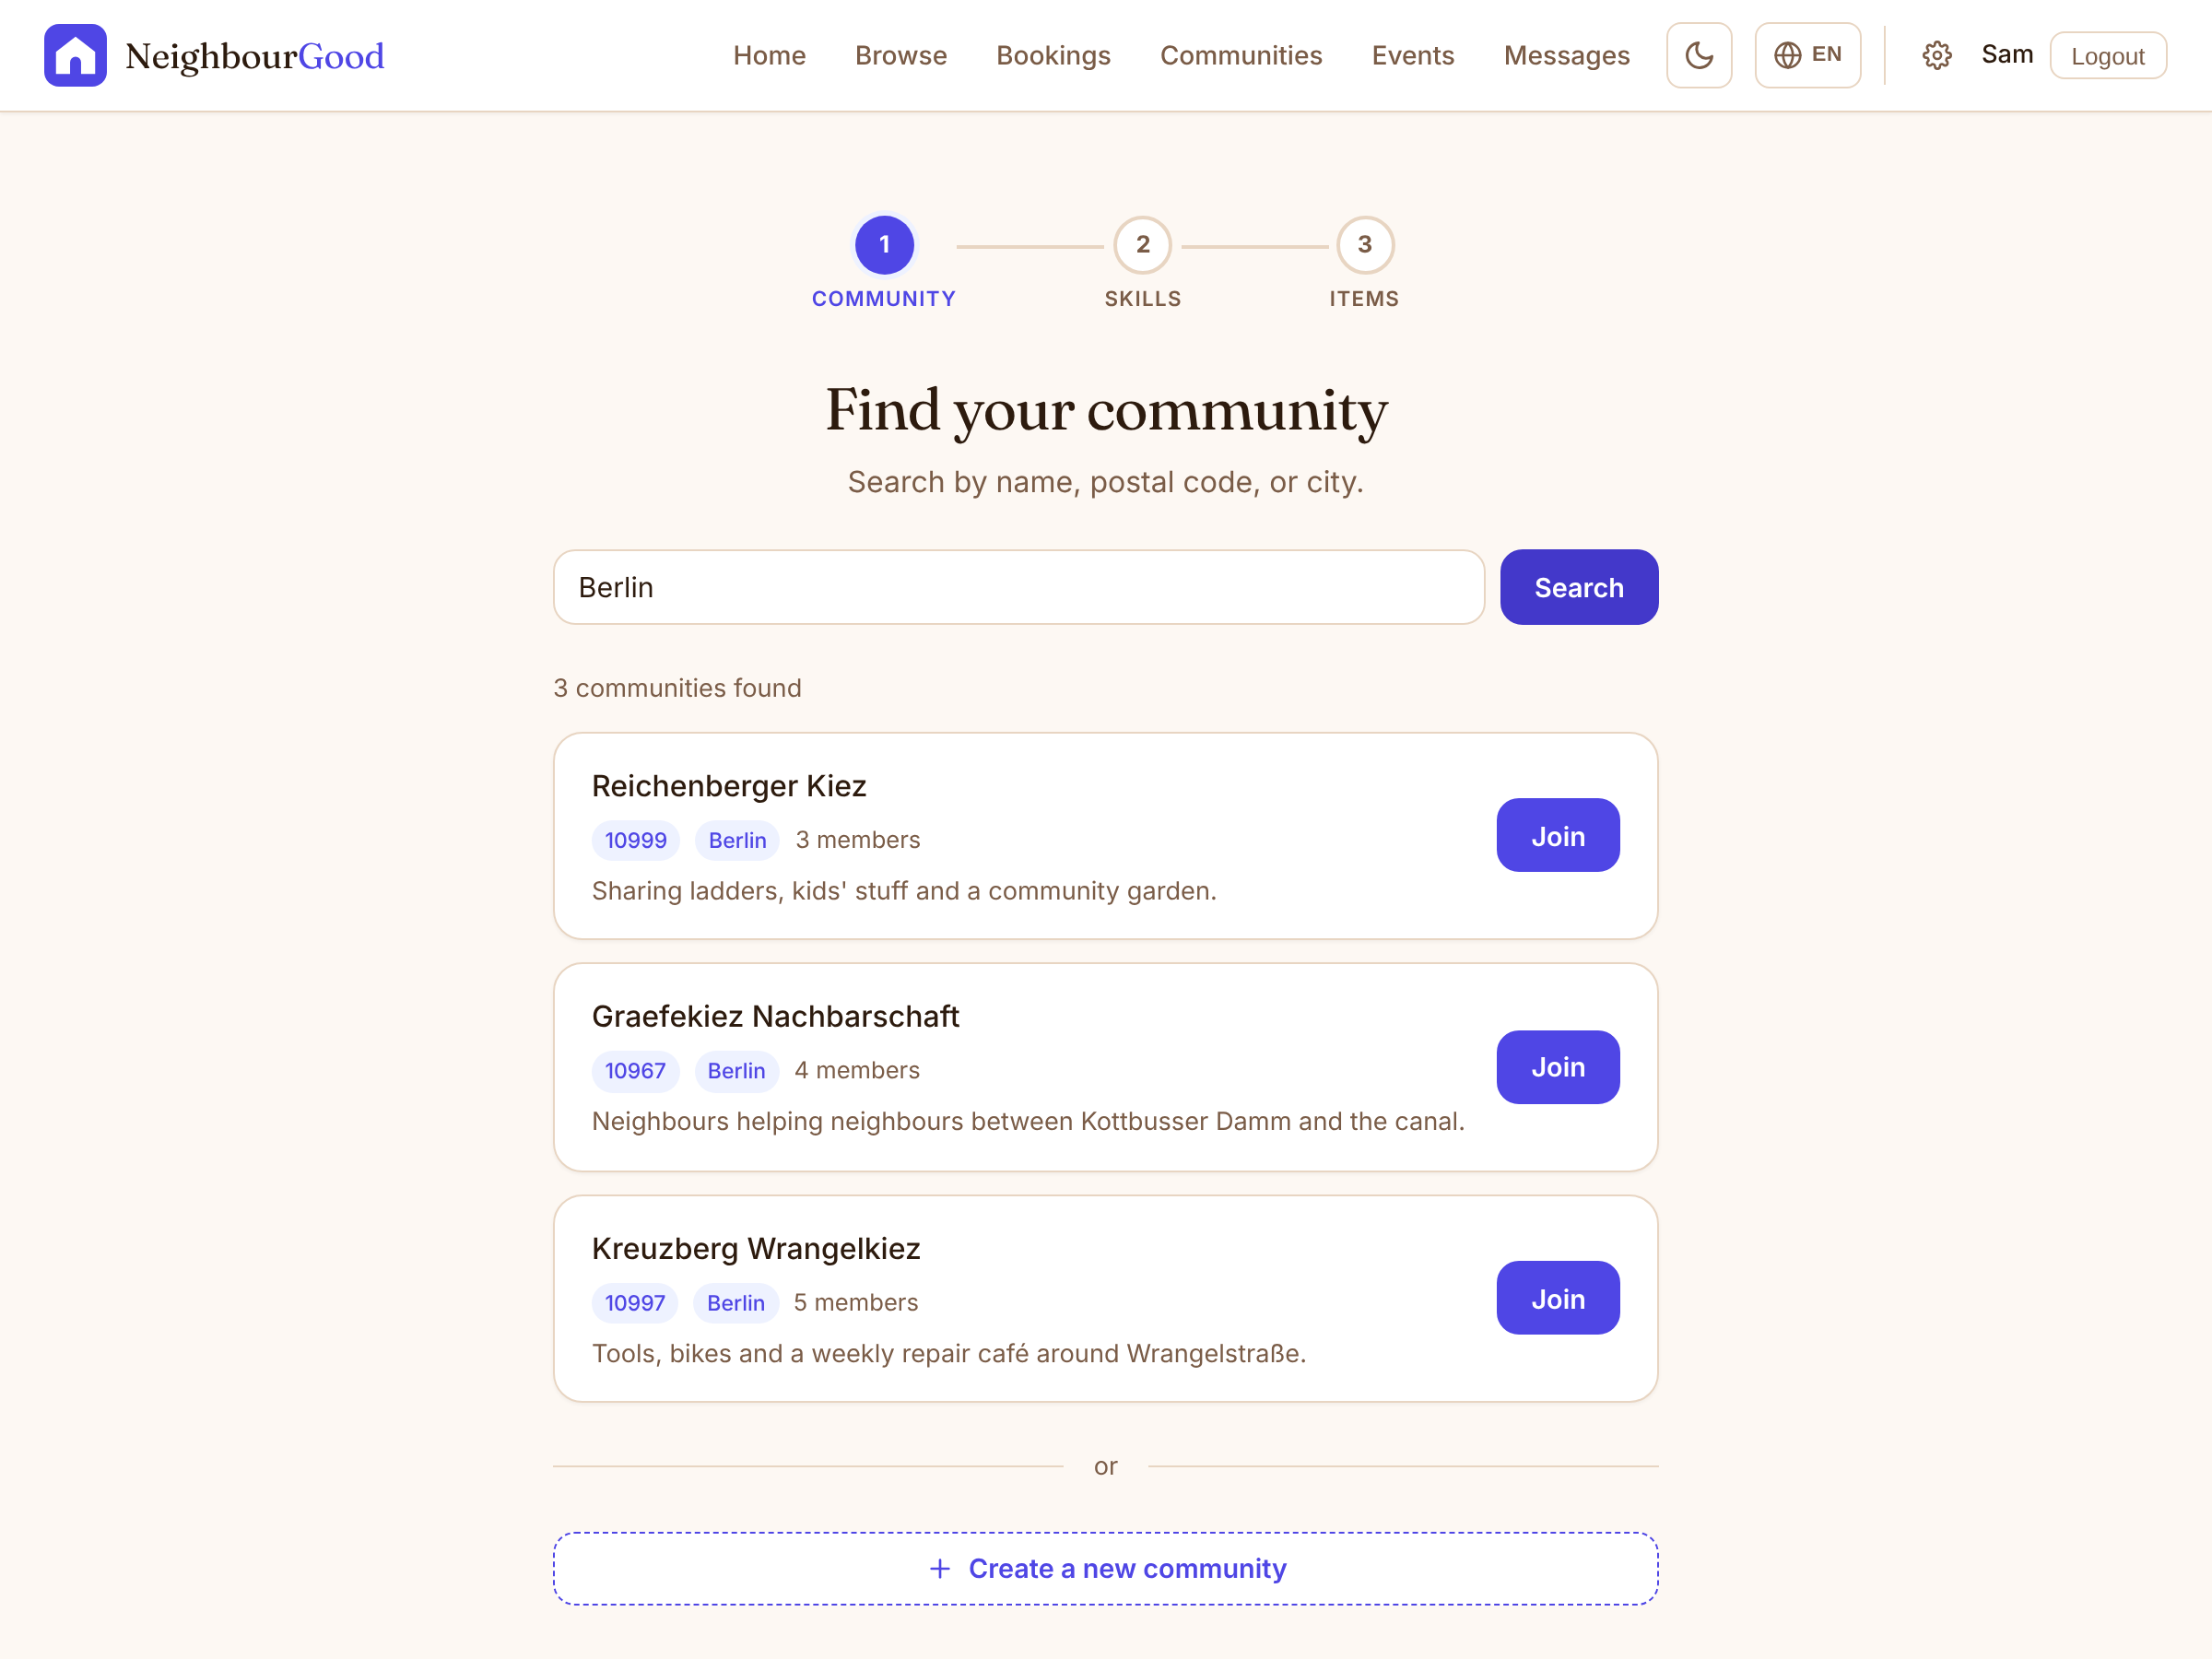 NeighbourGood Home Browse Bookings Communities Events Messages EN Sam Logout
1 2 3
COMMUNITY SKILLS ITEMS
Find your community
Search by name, postal code, or city.
Berlin Search
3 communities found
Reichenberger Kiez
10999 Berlin 3 members
Join
Sharing ladders, kids' stuff and a community garden.
Graefekiez Nachbarschaft
10967 Berlin 4 members
Join
Neighbours helping neighbours between Kottbusser Damm and the canal.
Kreuzberg Wrangelkiez
10997 Berlin 5 members
Join
Tools, bikes and a weekly repair café around Wrangelstraße.
or
+ Create a new community